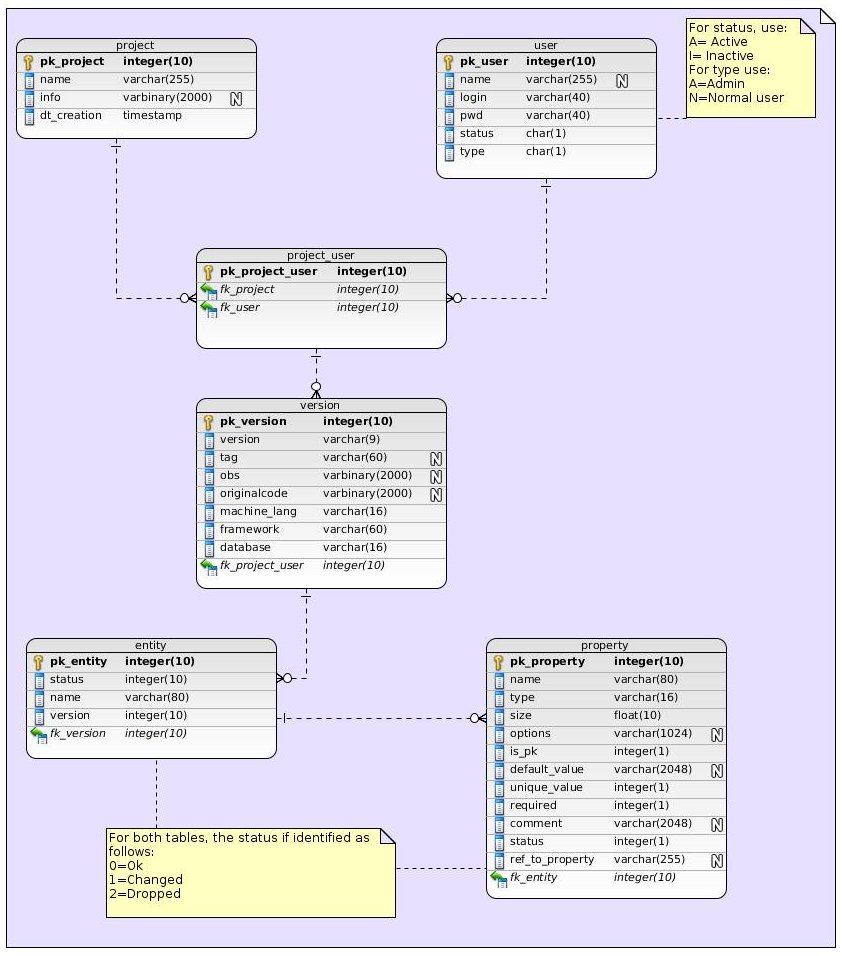 project
pk_project integer(10)
name varchar(255)
info varbinary(2000) N
dt_creation timestamp
user
pk_user integer(10)
name varchar(255) N
login varchar(40)
pwd varchar(40)
status char(1)
type char(1)
For status, use:
A= Active
I= Inactive
For type use:
A=Admin
N=Normal user
project_user
pk_project_user integer(10)
fk_project integer(10)
fk_user integer(10)
version
pk_version integer(10)
version varchar(9)
tag varchar(60) N
obs varbinary(2000) N
originalcode varbinary(2000) N
machine_lang varchar(16)
framework varchar(60)
database varchar(16)
fk_project_user integer(10)
entity
pk_entity integer(10)
status integer(10)
name varchar(80)
version integer(10)
fk_version integer(10)
property
pk_property integer(10)
name varchar(80)
type varchar(16)
size float(10)
options varchar(1024) N
is_pk integer(1)
default_value varchar(2048) N
unique_value integer(1)
required integer(1)
comment varchar(2048) N
status integer(1)
ref_to_property varchar(255) N
fk_entity integer(10)
For both tables, the status if identified as
follows:
0=Ok
1=Changed
2=Dropped